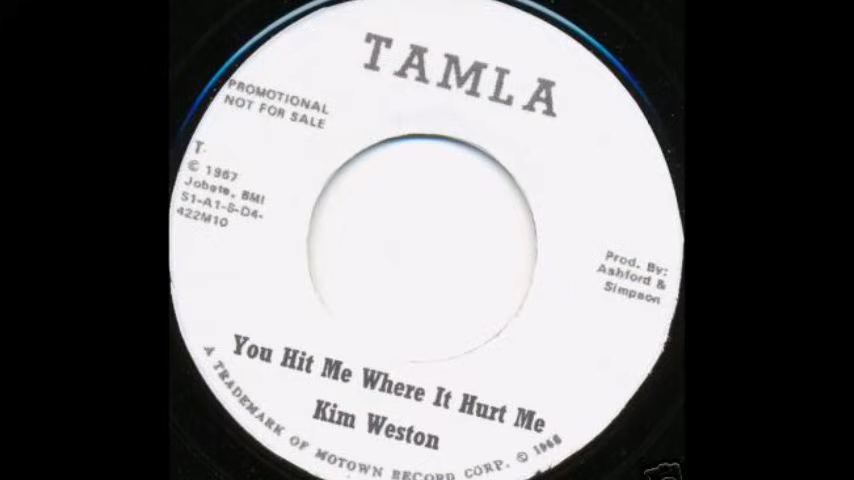 TAMLA
PROMOTIONAL
NOT FOR SALE
T.
© 1967
Jobete, BMI
S1-A1-S-D4-
422M10
Prod. By:
Ashford &
Simpson
You Hit Me Where It Hurt Me
Kim Weston
A TRADEMARK OF MOTOWN RECORD CORP. © 1966